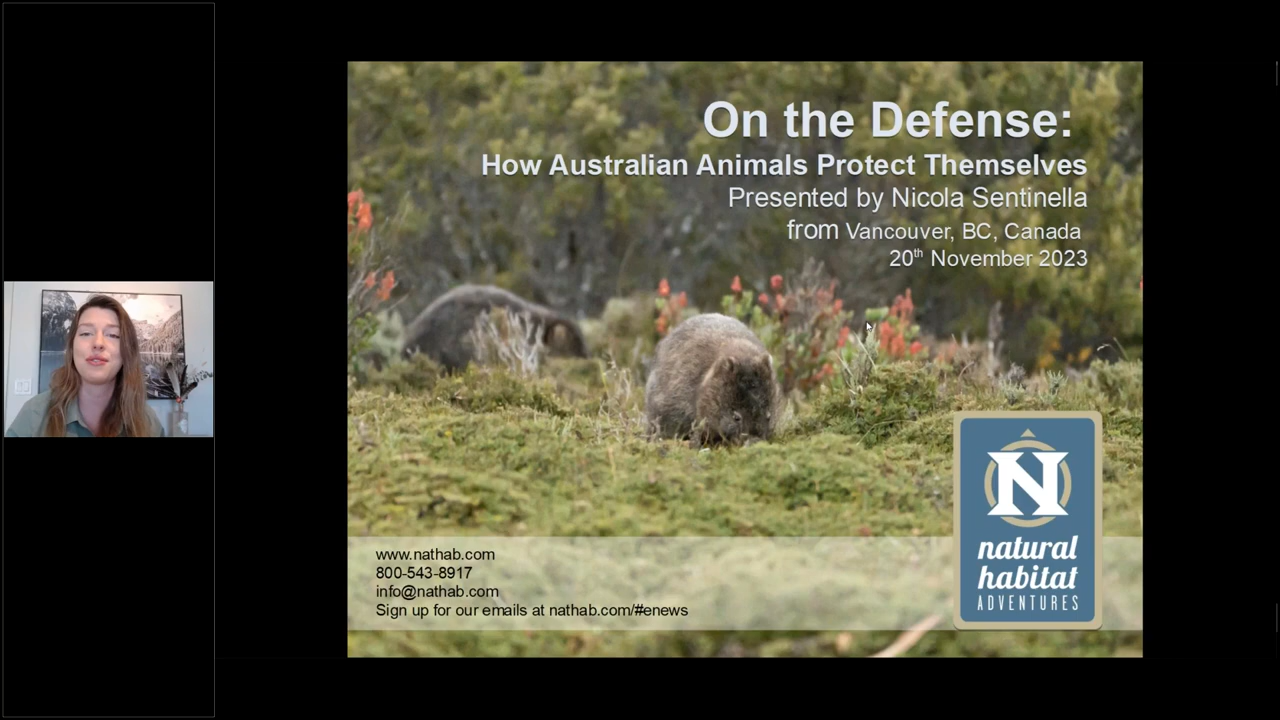 On the Defense:
How Australian Animals Protect Themselves
Presented by Nicola Sentinella
from Vancouver, BC, Canada
20th November 2023
N
natural
habitat
ADVENTURES
www.nathab.com
800-543-8917
info@nathab.com
Sign up for our emails at nathab.com/#enews